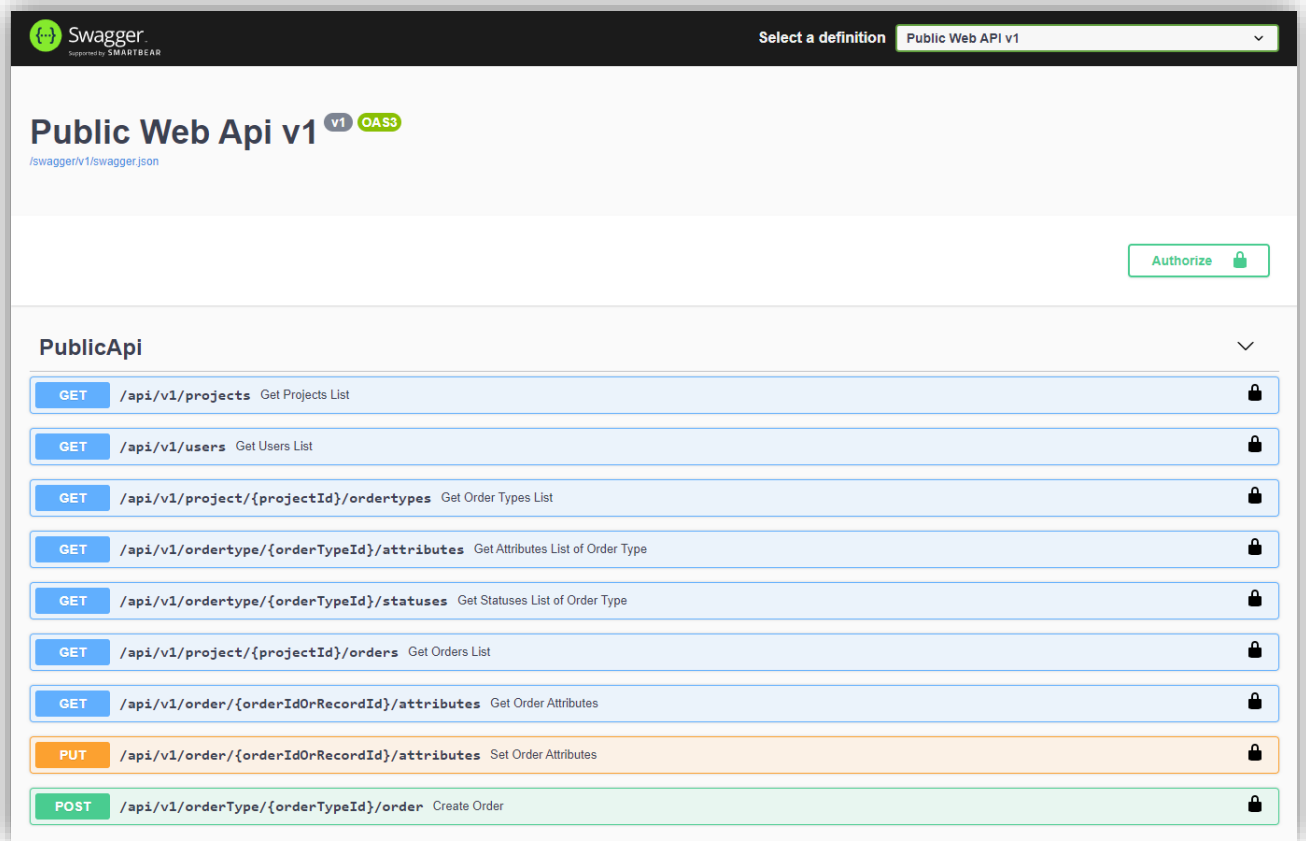 {···} Swagger.
Supported by SMARTBEAR
Select a definition Public Web API v1
Public Web Api v1 v1 OAS3
/swagger/v1/swagger.json
Authorize
PublicApi
GET /api/v1/projects Get Projects List
GET /api/v1/users Get Users List
GET /api/v1/project/{projectId}/ordertypes Get Order Types List
GET /api/v1/ordertype/{orderTypeId}/attributes Get Attributes List of Order Type
GET /api/v1/ordertype/{orderTypeId}/statuses Get Statuses List of Order Type
GET /api/v1/project/{projectId}/orders Get Orders List
GET /api/v1/order/{orderIdOrRecordId}/attributes Get Order Attributes
PUT /api/v1/order/{orderIdOrRecordId}/attributes Set Order Attributes
POST /api/v1/orderType/{orderTypeId}/order Create Order